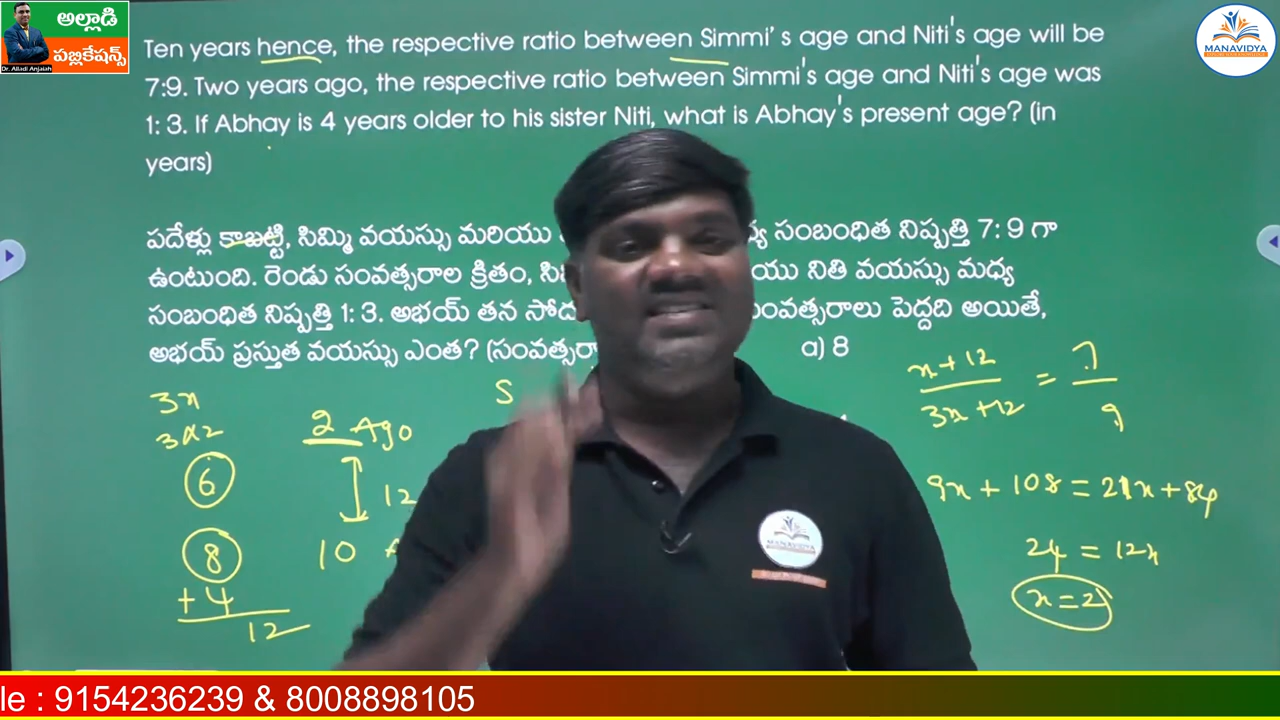 అల్లాడి
పబ్లికేషన్స్
Dr. Alladi Anjaiah
MANAVIDYA
Ten years hence, the respective ratio between Simmi's age and Niti's age will be
7:9. Two years ago, the respective ratio between Simmi's age and Niti's age was
1: 3. If Abhay is 4 years older to his sister Niti, what is Abhay's present age? (in
years)
పదేళ్లు కాబట్టి, సిమ్మి వయస్సు మరియు సంబంధిత నిష్పత్తి 7: 9 గా
ఉంటుంది. రెండు సంవత్సరాల క్రితం, నితి వయస్సు మధ్య
సంబంధిత నిష్పత్తి 1: 3. అభయ్ తన పెద్దది అయితే,
అభయ్ ప్రస్తుత వయస్సు ఎంత? a) 8
3x
3x2
6
8
+ 4
12
2 Ago
12
10
S
x+12 / 3x+12 = 7 / 9
9x + 108 = 21x + 84
24 = 12x
x = 2
MANAVIDYA
le : 9154236239 & 8008898105